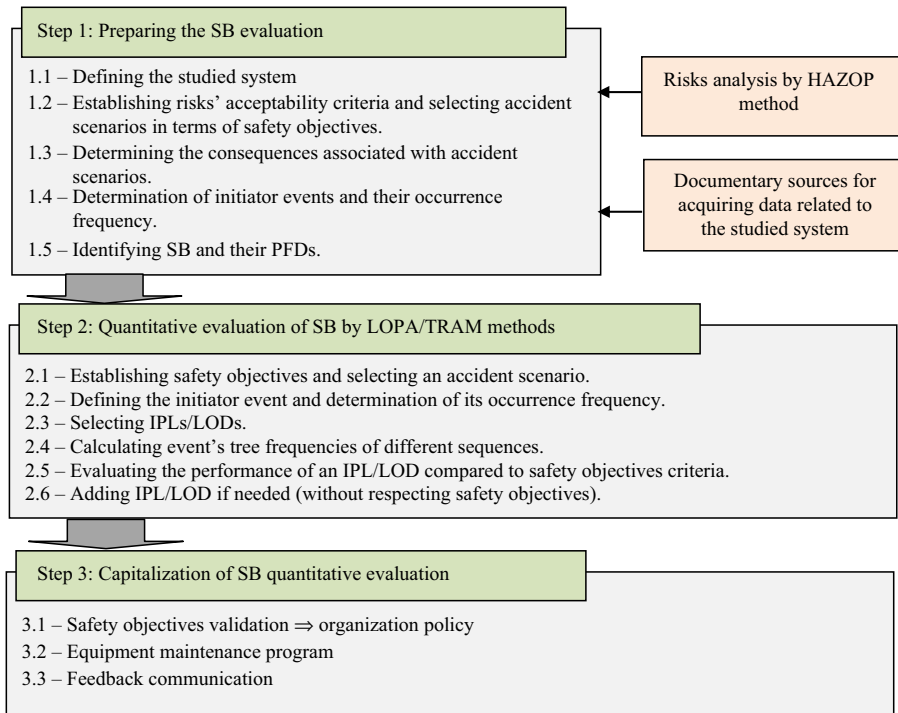 Step 1: Preparing the SB evaluation
1.1 – Defining the studied system
1.2 – Establishing risks’ acceptability criteria and selecting accident
scenarios in terms of safety objectives.
1.3 – Determining the consequences associated with accident
scenarios.
1.4 – Determination of initiator events and their occurrence
frequency.
1.5 – Identifying SB and their PFDs.
Risks analysis by HAZOP
method
Documentary sources for
acquiring data related to
the studied system
Step 2: Quantitative evaluation of SB by LOPA/TRAM methods
2.1 – Establishing safety objectives and selecting an accident scenario.
2.2 – Defining the initiator event and determination of its occurrence frequency.
2.3 – Selecting IPLs/LODs.
2.4 – Calculating event’s tree frequencies of different sequences.
2.5 – Evaluating the performance of an IPL/LOD compared to safety objectives criteria.
2.6 – Adding IPL/LOD if needed (without respecting safety objectives).
Step 3: Capitalization of SB quantitative evaluation
3.1 – Safety objectives validation ⇒ organization policy
3.2 – Equipment maintenance program
3.3 – Feedback communication